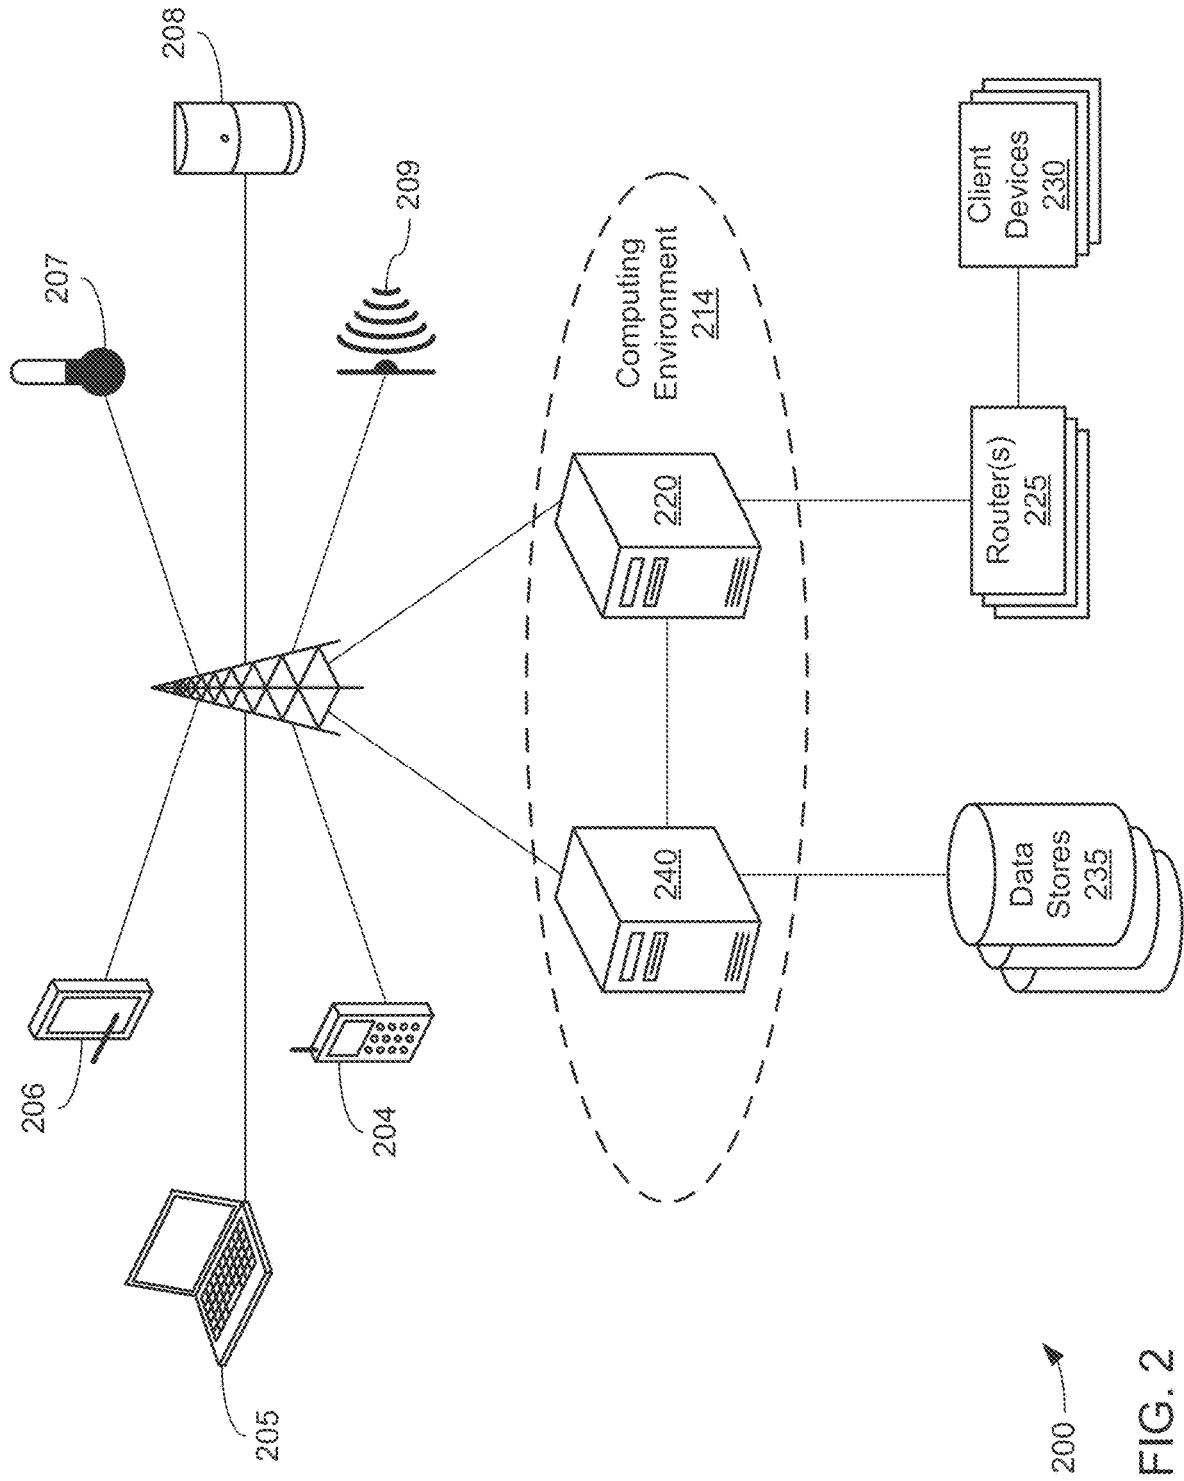 206
207
205
208
204
209
Computing
Environment
214
240
220
Data
Stores
235
Router(s)
225
Client
Devices
230
200
FIG. 2